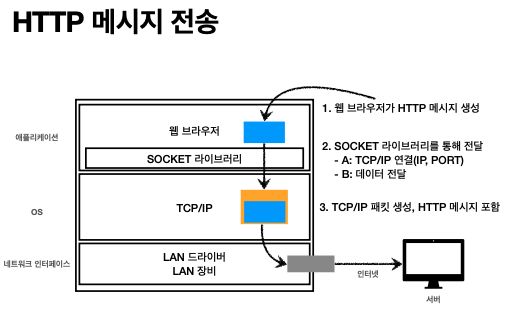 HTTP 메시지 전송
1. 웹 브라우저가 HTTP 메시지 생성
애플리케이션
웹 브라우저
SOCKET 라이브러리
2. SOCKET 라이브러리를 통해 전달
- A: TCP/IP 연결(IP, PORT)
- B: 데이터 전달
OS
TCP/IP
3. TCP/IP 패킷 생성, HTTP 메시지 포함
네트워크 인터페이스
LAN 드라이버
LAN 장비
인터넷
서버